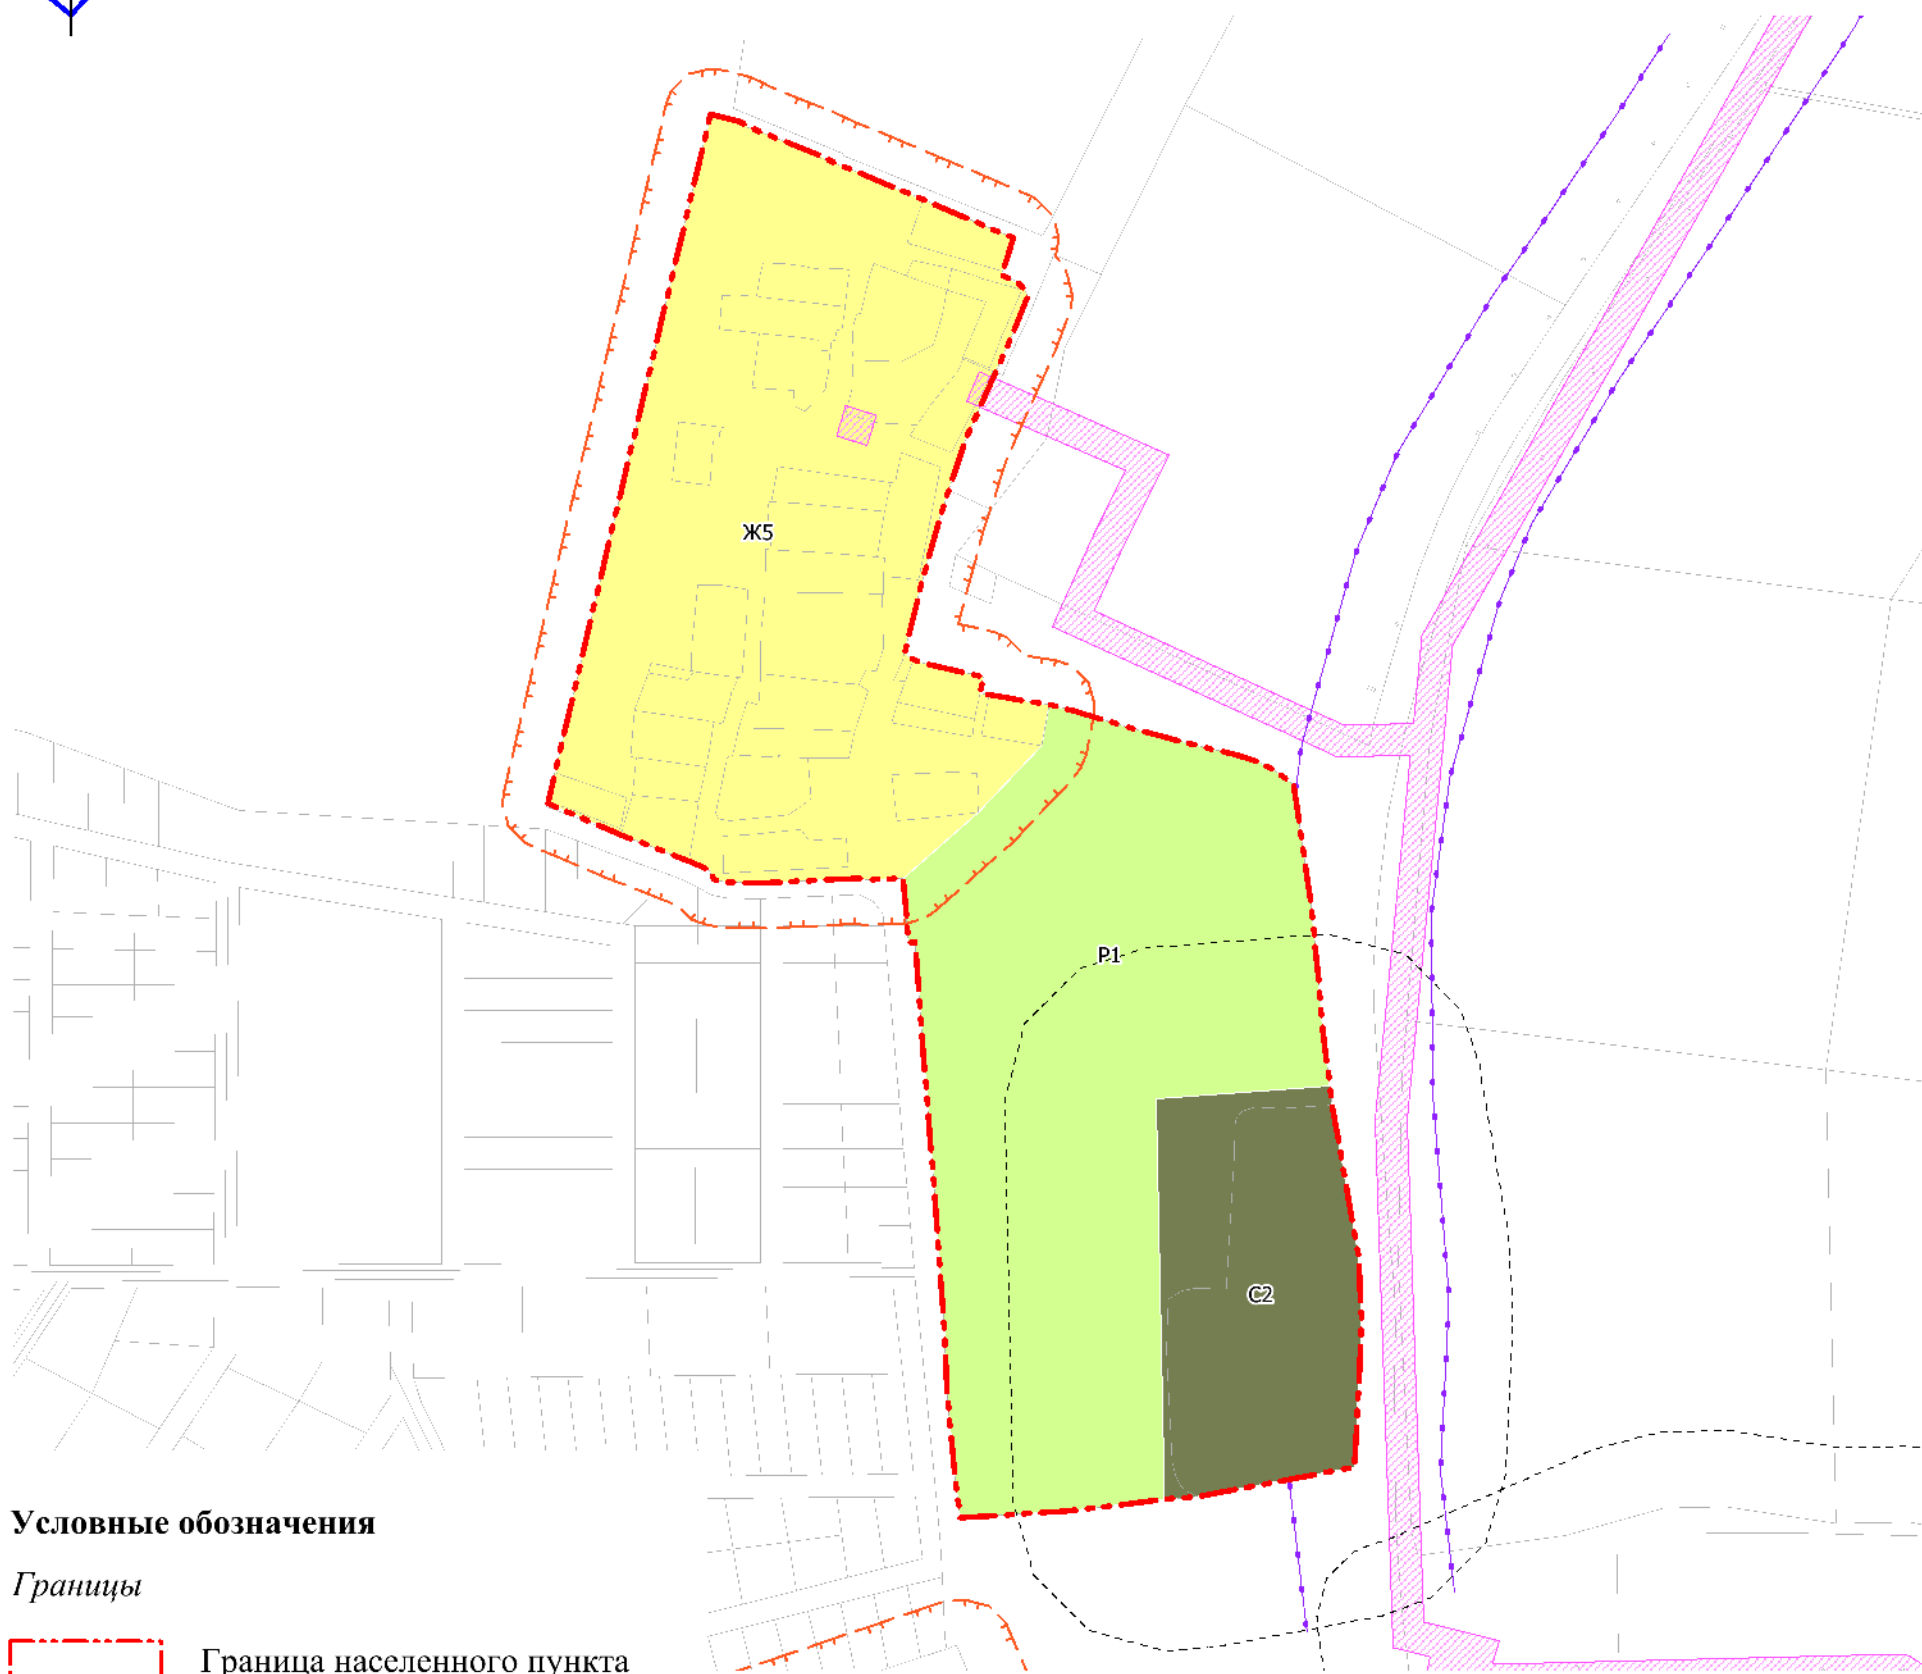 Ж5
Р1
С2
Условные обозначения
Границы
Граница населенного пункта